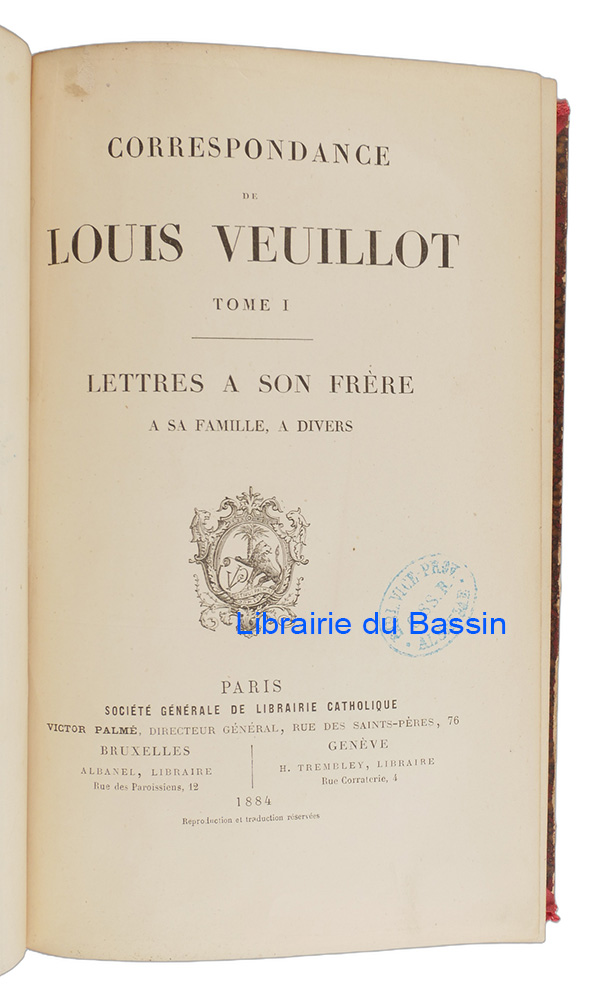 CORRESPONDANCE
DE
LOUIS VEUILLOT
TOME I
LETTRES A SON FRÈRE
A SA FAMILLE, A DIVERS
Librairie du Bassin
PARIS
SOCIÉTÉ GÉNÉRALE DE LIBRAIRIE CATHOLIQUE
VICTOR PALMÉ, DIRECTEUR GÉNÉRAL, RUE DES SAINTS-PÈRES, 76
BRUXELLES
ALBANEL, LIBRAIRE
Rue des Paroissiens, 12
GENÈVE
H. TREMBLEY, LIBRAIRE
Rue Corraterie, 4
1884
Reproduction et traduction réservées